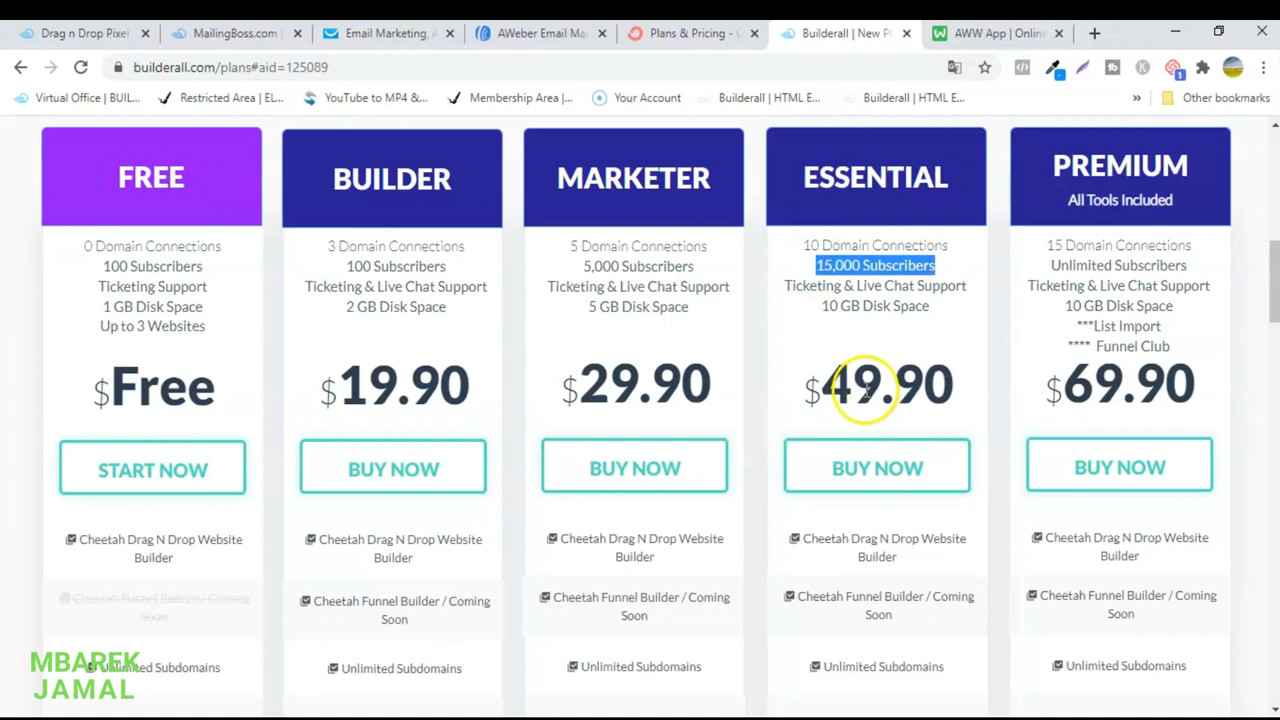 Drag n Drop Pixel
MailingBoss.com |
Email Marketing, A
AWeber Email Ma
Plans & Pricing - C
Builderall | New Pl
AWW App | Online
builderall.com/plans#aid=125089
1
Virtual Office | BUIL...
Restricted Area | EL...
YouTube to MP4 &...
Membership Area |...
Your Account
Builderall | HTML E...
Builderall | HTML E...
»
Other bookmarks
FREE
0 Domain Connections
100 Subscribers
Ticketing Support
1 GB Disk Space
Up to 3 Websites
$Free
START NOW
Cheetah Drag N Drop Website
Builder
Cheetah Funnel Builder / Coming
Soon
Unlimited Subdomains
BUILDER
3 Domain Connections
100 Subscribers
Ticketing & Live Chat Support
2 GB Disk Space
$19.90
BUY NOW
Cheetah Drag N Drop Website
Builder
Cheetah Funnel Builder / Coming
Soon
Unlimited Subdomains
MARKETER
5 Domain Connections
5,000 Subscribers
Ticketing & Live Chat Support
5 GB Disk Space
$29.90
BUY NOW
Cheetah Drag N Drop Website
Builder
Cheetah Funnel Builder / Coming
Soon
Unlimited Subdomains
ESSENTIAL
10 Domain Connections
15,000 Subscribers
Ticketing & Live Chat Support
10 GB Disk Space
$49.90
BUY NOW
Cheetah Drag N Drop Website
Builder
Cheetah Funnel Builder / Coming
Soon
Unlimited Subdomains
PREMIUM
All Tools Included
15 Domain Connections
Unlimited Subscribers
Ticketing & Live Chat Support
10 GB Disk Space
***List Import
**** Funnel Club
$69.90
BUY NOW
Cheetah Drag N Drop Website
Builder
Cheetah Funnel Builder / Coming
Soon
Unlimited Subdomains
MBAREK
JAMAL